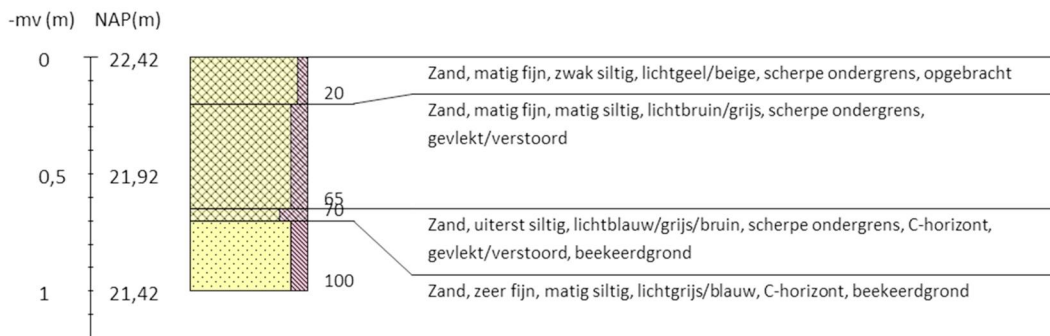 -mv (m) NAP(m)
0 22,42
Zand, matig fijn, zwak siltig, lichtgeel/beige, scherpe ondergrens, opgebracht
20
Zand, matig fijn, matig siltig, lichtbruin/grijs, scherpe ondergrens,
gevlekt/verstoord
0,5 21,92
65
70
Zand, uiterst siltig, lichtblauw/grijs/bruin, scherpe ondergrens, C-horizont,
gevlekt/verstoord, beekeerdgrond
100
Zand, zeer fijn, matig siltig, lichtgrijs/blauw, C-horizont, beekeerdgrond
1 21,42